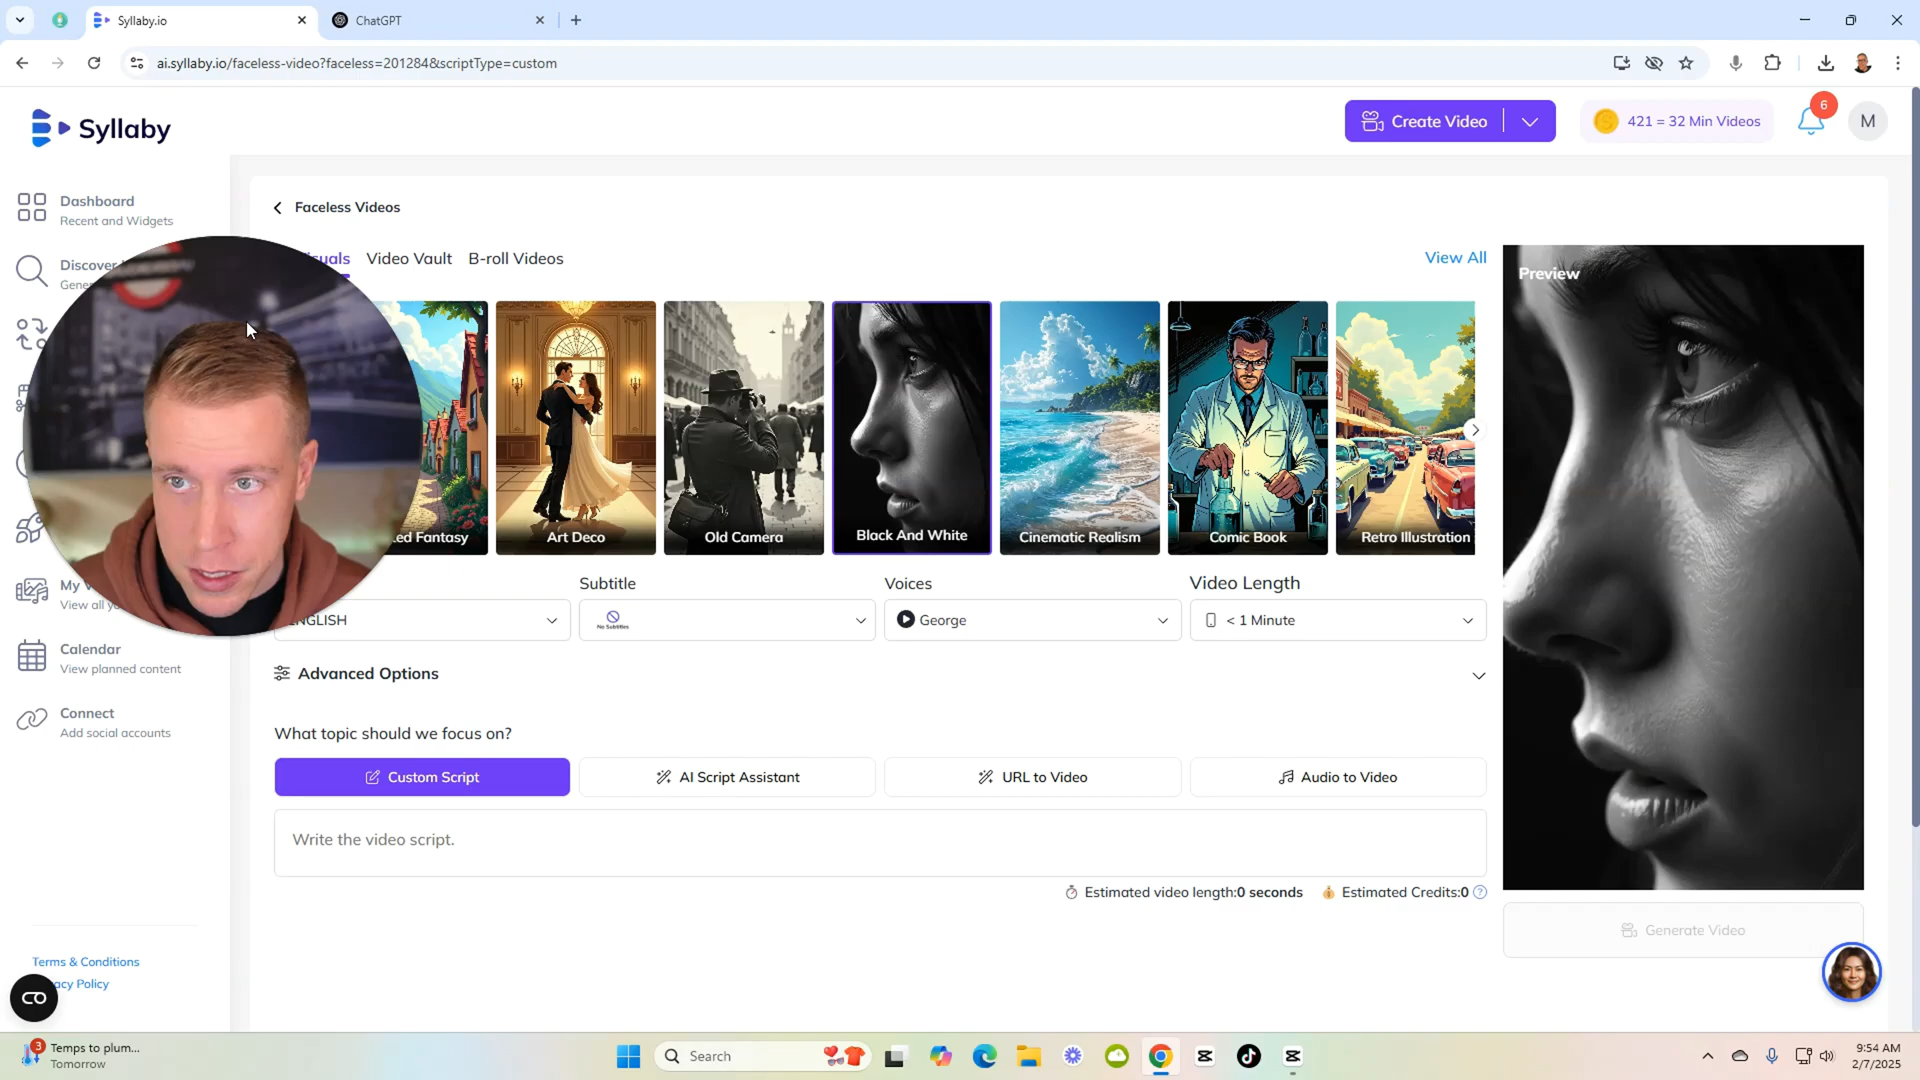 Syllaby.io
ChatGPT
ai.syllaby.io/faceless-video?faceless=201284&scriptType=custom
Syllaby
Create Video
421 = 32 Min Videos
6
M
Dashboard
Recent and Widgets
Discover
Calendar
View planned content
Connect
Add social accounts
Terms & Conditions
Policy
Faceless Videos
Video Vault
B-roll Videos
View All
Fantasy
Art Deco
Old Camera
Black And White
Cinematic Realism
Comic Book
Retro Illustration
Preview
Subtitle
Voices
Video Length
No Subtitles
George
< 1 Minute
Advanced Options
What topic should we focus on?
Custom Script
AI Script Assistant
URL to Video
Audio to Video
Write the video script.
Estimated video length:0 seconds
Estimated Credits:0
Generate Video
3
Temps to plum...
Tomorrow
Search
9:54 AM
2/7/2025